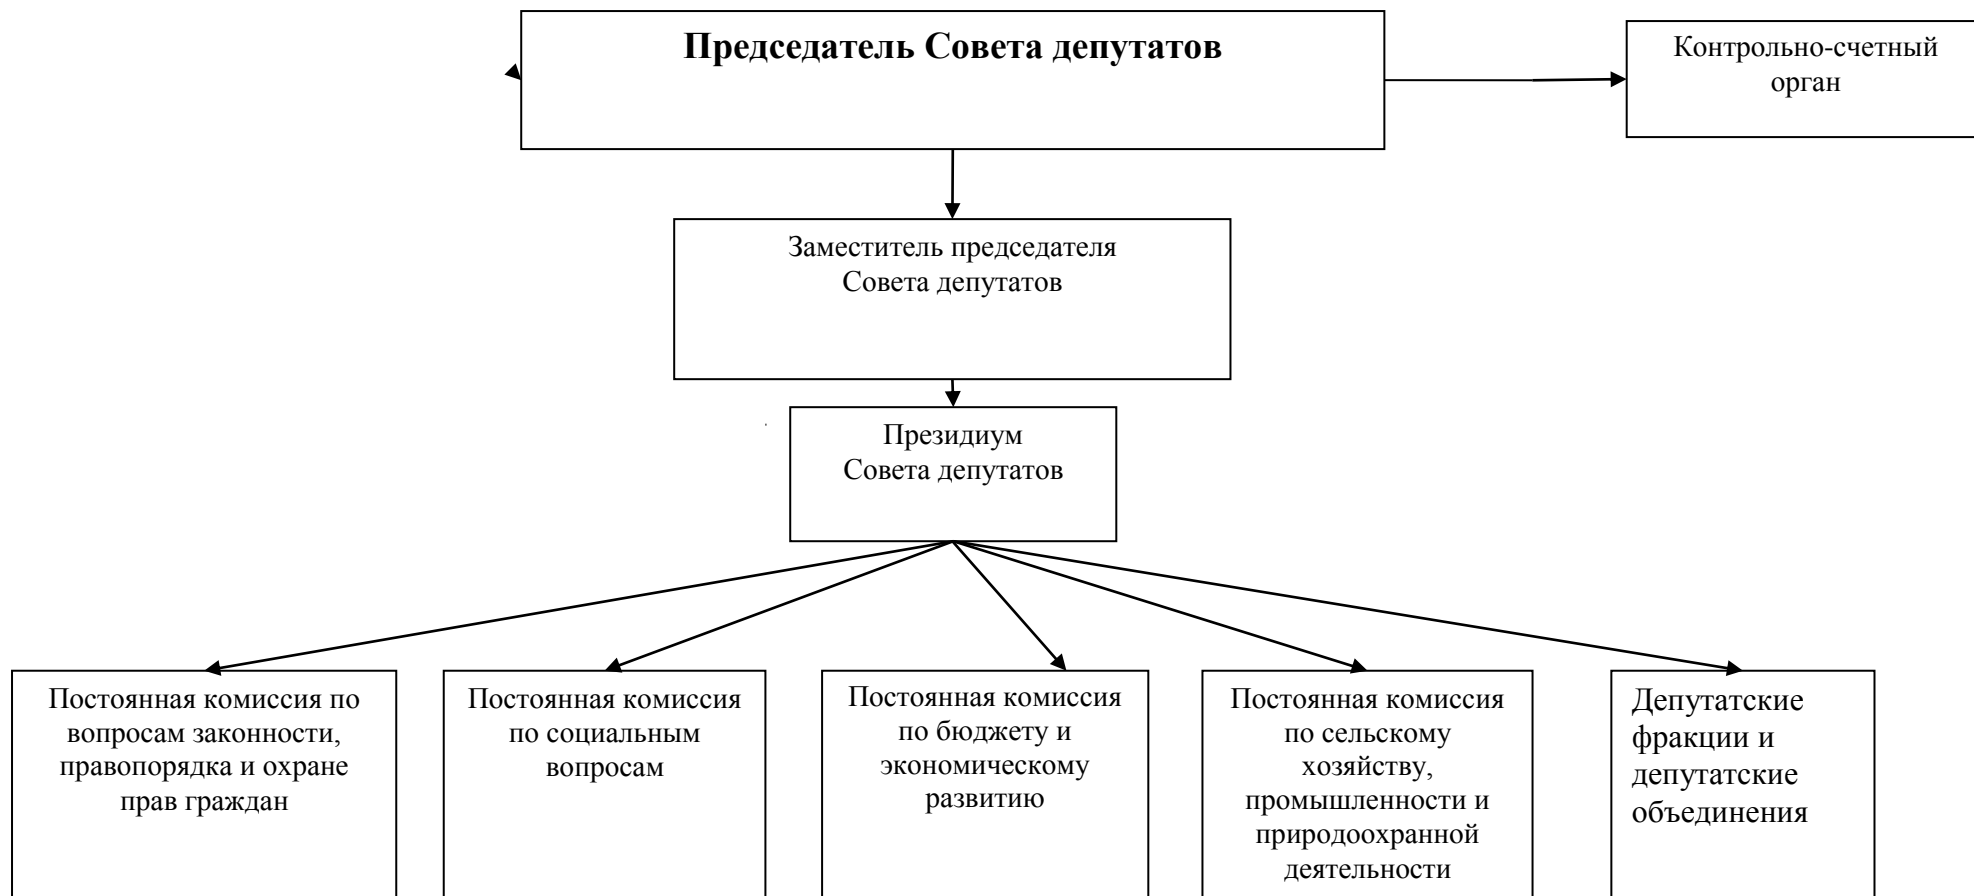 Председатель Совета депутатов
Контрольно-счетный
орган
Заместитель председателя
Совета депутатов
Президиум
Совета депутатов
Постоянная комиссия по
вопросам законности,
правопорядка и охране
прав граждан
Постоянная комиссия
по социальным
вопросам
Постоянная комиссия
по бюджету и
экономическому
развитию
Постоянная комиссия
по сельскому
хозяйству,
промышленности и
природоохранной
деятельности
Депутатские
фракции и
депутатские
объединения